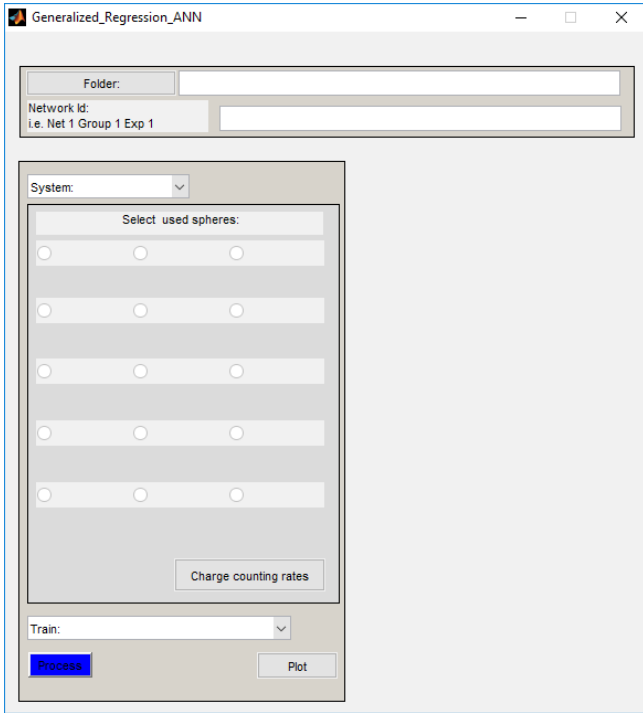 Generalized_Regression_ANN
Folder:
Network Id:
i.e. Net 1 Group 1 Exp 1
System:
Select used spheres:
Charge counting rates
Train:
Process
Plot